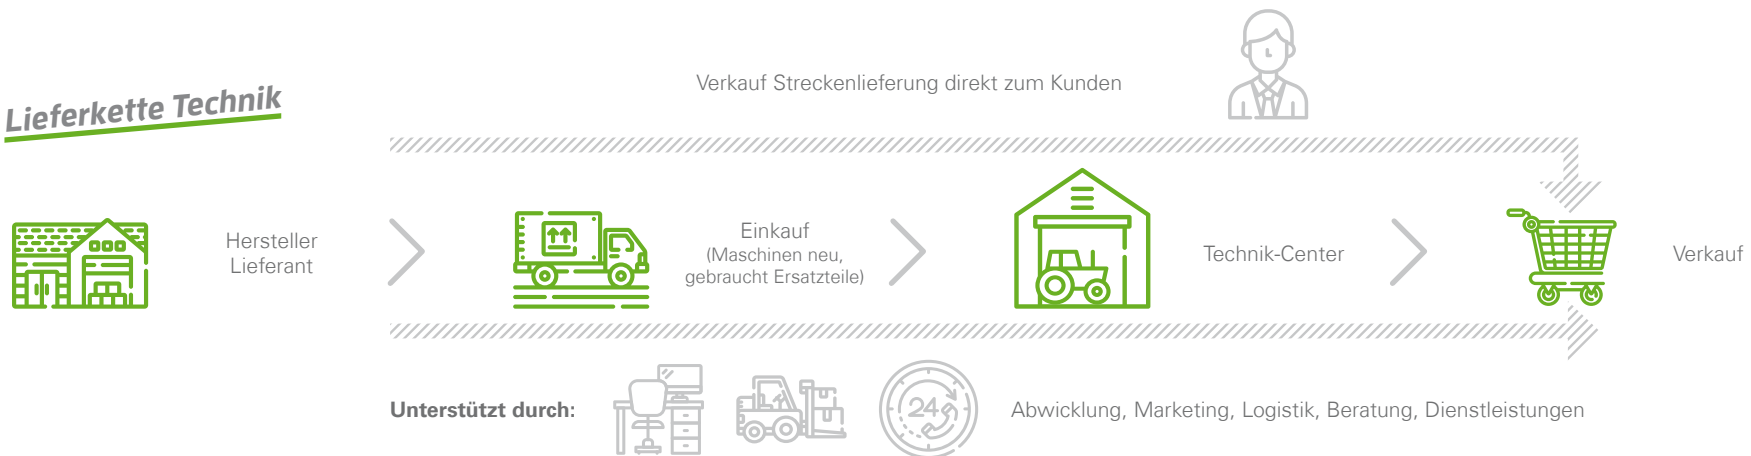 Verkauf Streckenlieferung direkt zum Kunden
Lieferkette Technik
Hersteller
Lieferant
Einkauf
(Maschinen neu,
gebraucht Ersatzteile)
Technik-Center
Verkauf
Unterstützt durch:
24
Abwicklung, Marketing, Logistik, Beratung, Dienstleistungen